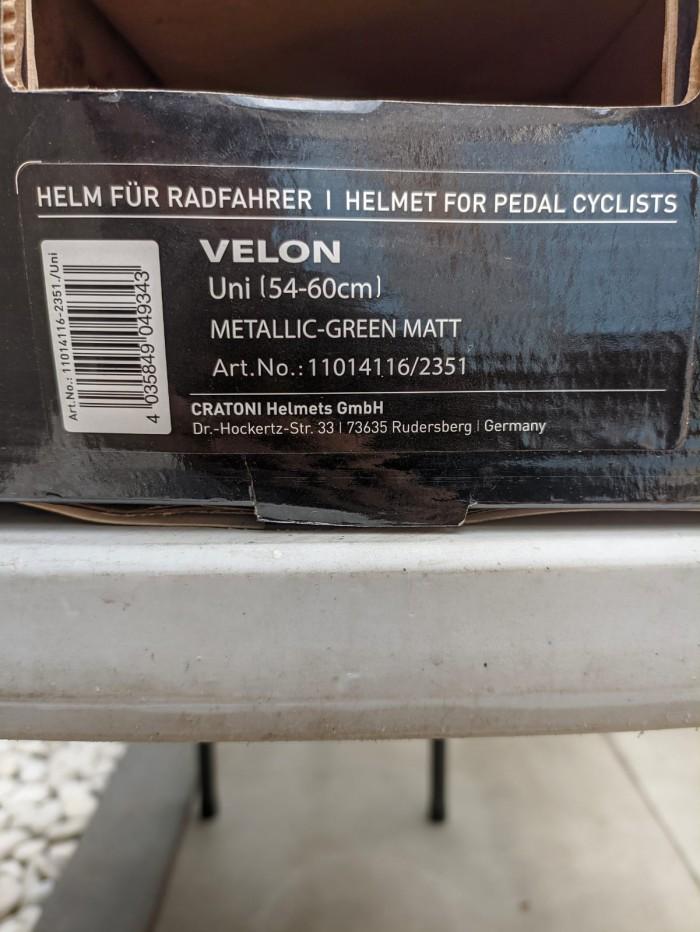 HELM FÜR RADFAHRER | HELMET FOR PEDAL CYCLISTS
Art.No.: 11014116-2351./Uni
4 035849 049343
VELON
Uni (54-60cm)
METALLIC-GREEN MATT
Art.No.:11014116/2351
CRATONI Helmets GmbH
Dr.-Hockertz-Str. 33 | 73635 Rudersberg | Germany